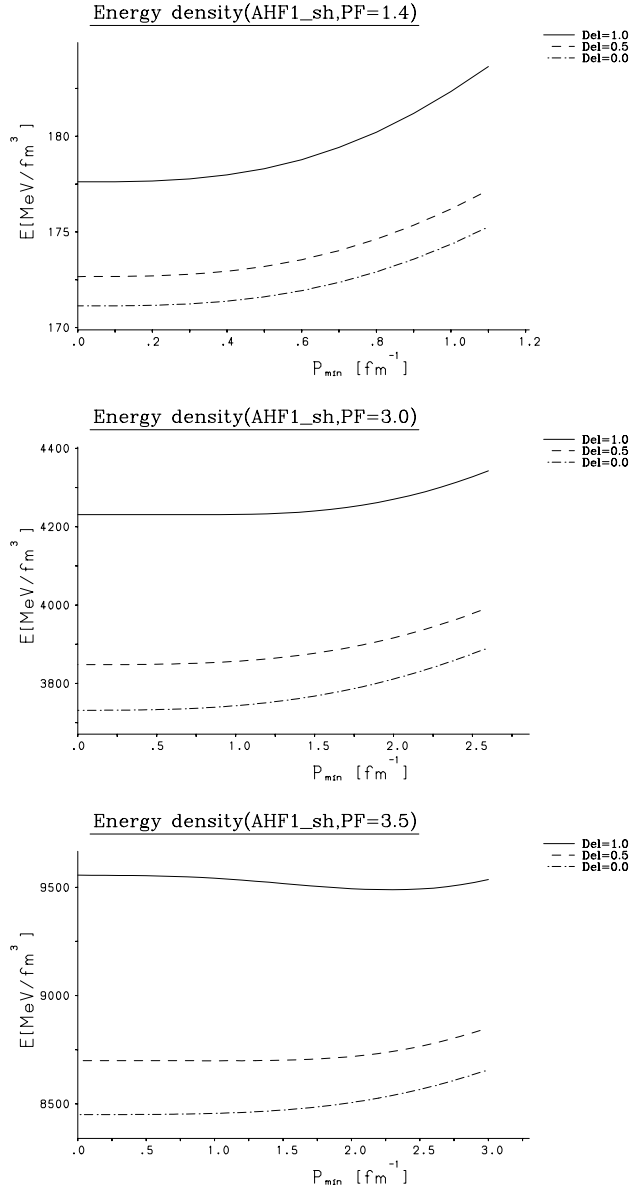 Energy density(AHF1_sh,PF=1.4)
Del=1.0
Del=0.5
Del=0.0
E[MeV/fm³]
180
175
170
.0 .2 .4 .6 .8 1.0 1.2
Pmin [fm⁻¹]
Energy density(AHF1_sh,PF=3.0)
Del=1.0
Del=0.5
Del=0.0
E[MeV/fm³]
4400
4200
4000
3800
.0 .5 1.0 1.5 2.0 2.5
Pmin [fm⁻¹]
Energy density(AHF1_sh,PF=3.5)
Del=1.0
Del=0.5
Del=0.0
E[MeV/fm³]
9500
9000
8500
.0 .5 1.0 1.5 2.0 2.5 3.0
Pmin [fm⁻¹]